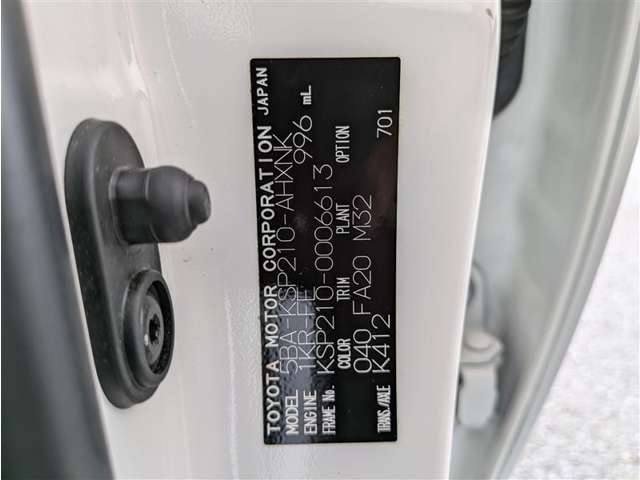 TOYOTA MOTOR CORPORATION JAPAN
MODEL 5BA-KSP210-AHXNK
ENGINE 1KR-FE 996 mL
FRAME No. KSP210-0006613
COLOR TRIM PLANT OPTION
040 FA20 M32 701
TRANS./AXLE K412